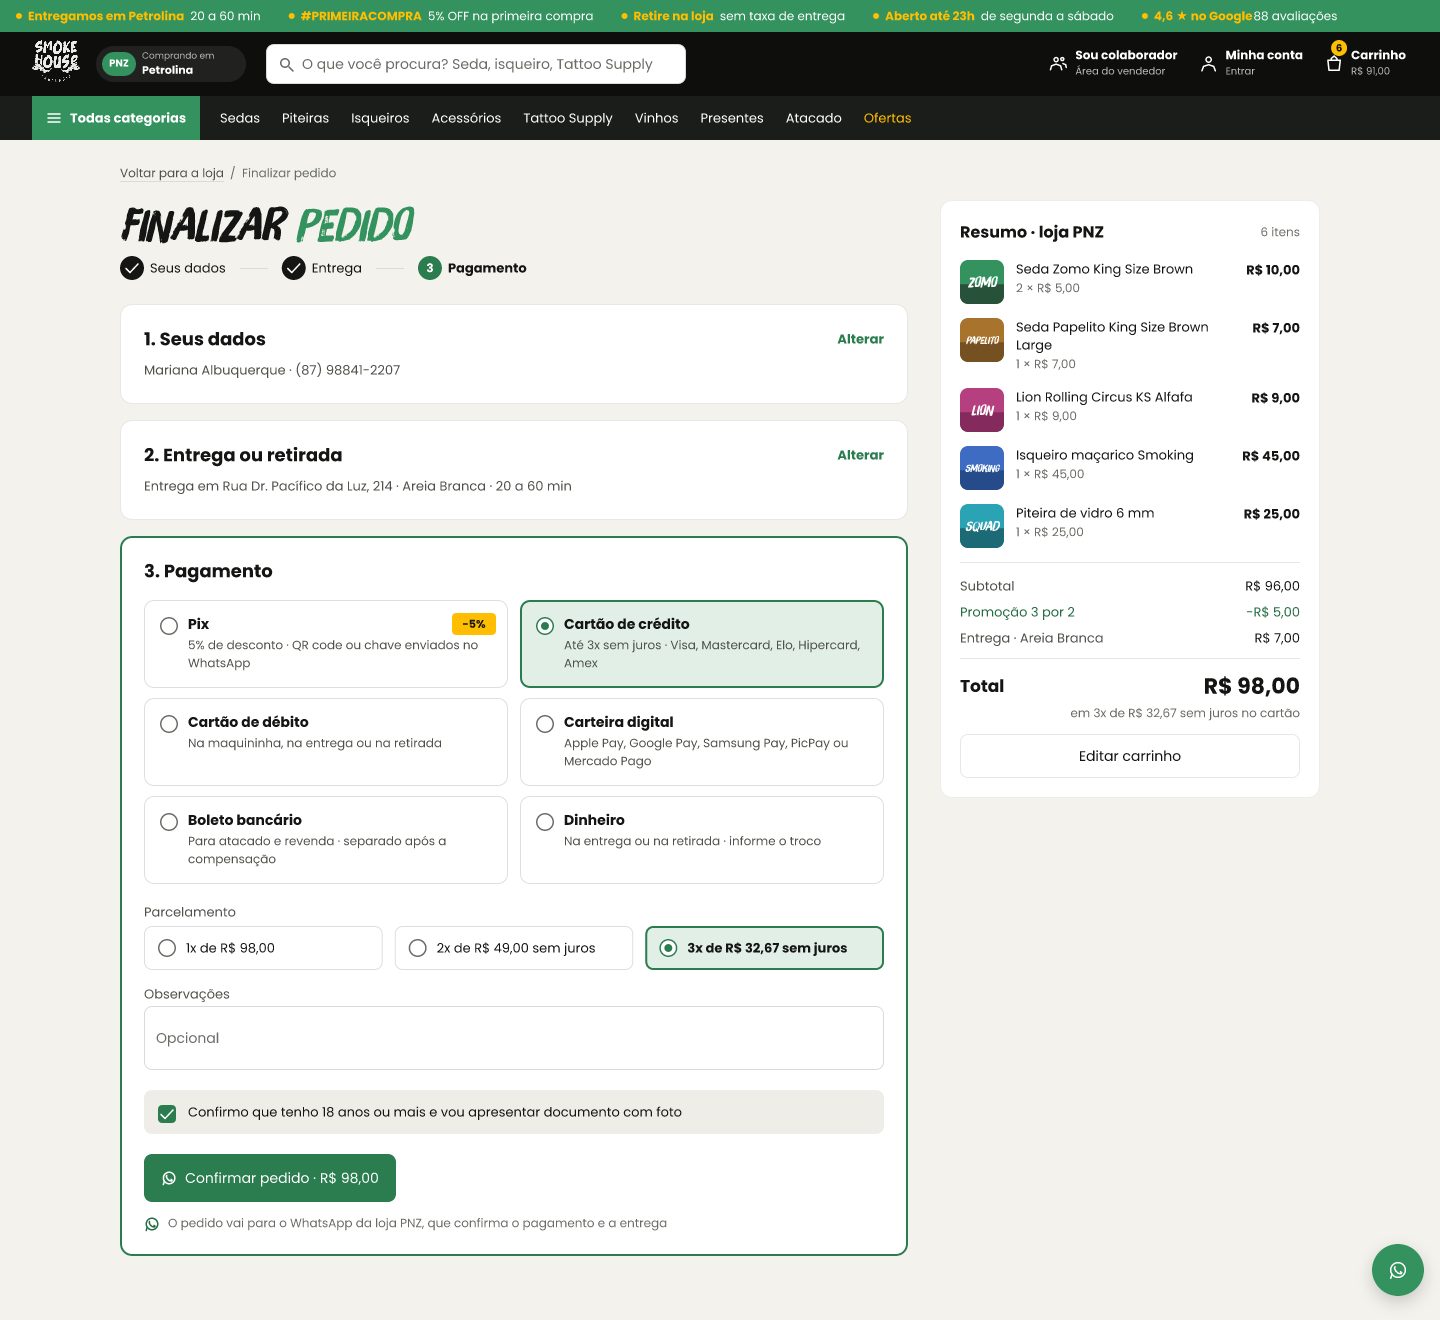 Entregamos em Petrolina 20 a 60 min #PRIMEIRACOMPRA 5% OFF na primeira compra Retire na loja sem taxa de entrega Aberto até 23h de segunda a sábado 4,6 ★ no Google 88 avaliações
SMOKE
HOUSE
PNZ
Comprando em
Petrolina
O que você procura? Seda, isqueiro, Tattoo Supply
Sou colaborador
Área do vendedor
Minha conta
Entrar
6
Carrinho
R$ 91,00
Todas categorias Sedas Piteiras Isqueiros Acessórios Tattoo Supply Vinhos Presentes Atacado Ofertas
Voltar para a loja / Finalizar pedido
FINALIZAR PEDIDO
Seus dados Entrega 3 Pagamento
1. Seus dados Alterar
Mariana Albuquerque · (87) 98841-2207
2. Entrega ou retirada Alterar
Entrega em Rua Dr. Pacífico da Luz, 214 · Areia Branca · 20 a 60 min
3. Pagamento
Pix -5%
5% de desconto · QR code ou chave enviados no
WhatsApp
Cartão de crédito
Até 3x sem juros · Visa, Mastercard, Elo, Hipercard,
Amex
Cartão de débito
Na maquininha, na entrega ou na retirada
Carteira digital
Apple Pay, Google Pay, Samsung Pay, PicPay ou
Mercado Pago
Boleto bancário
Para atacado e revenda · separado após a
compensação
Dinheiro
Na entrega ou na retirada · informe o troco
Parcelamento
1x de R$ 98,00 2x de R$ 49,00 sem juros 3x de R$ 32,67 sem juros
Observações
Opcional
Confirmo que tenho 18 anos ou mais e vou apresentar documento com foto
Confirmar pedido · R$ 98,00
O pedido vai para o WhatsApp da loja PNZ, que confirma o pagamento e a entrega
Resumo · loja PNZ 6 itens
ZOMO
Seda Zomo King Size Brown R$ 10,00
2 × R$ 5,00
PAPELITO
Seda Papelito King Size Brown R$ 7,00
Large
1 × R$ 7,00
LION
Lion Rolling Circus KS Alfafa R$ 9,00
1 × R$ 9,00
SMOKING
Isqueiro maçarico Smoking R$ 45,00
1 × R$ 45,00
SQUAD
Piteira de vidro 6 mm R$ 25,00
1 × R$ 25,00
Subtotal R$ 96,00
Promoção 3 por 2 -R$ 5,00
Entrega · Areia Branca R$ 7,00
Total R$ 98,00
em 3x de R$ 32,67 sem juros no cartão
Editar carrinho